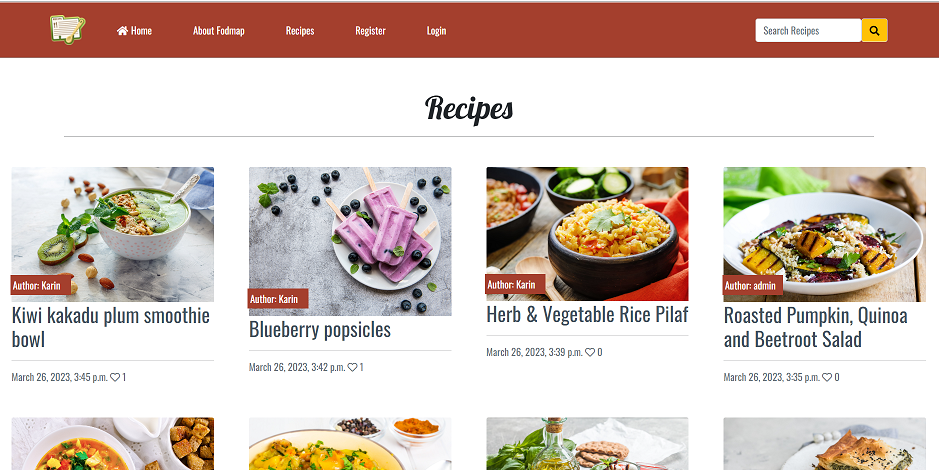 Home
About Fodmap
Recipes
Register
Login
Search Recipes
Recipes
Author: Karin
Kiwi kakadu plum smoothie
bowl
March 26, 2023, 3:45 p.m. 1
Author: Karin
Blueberry popsicles
March 26, 2023, 3:42 p.m. 1
Author: Karin
Herb & Vegetable Rice Pilaf
March 26, 2023, 3:39 p.m. 0
Author: admin
Roasted Pumpkin, Quinoa
and Beetroot Salad
March 26, 2023, 3:35 p.m. 0